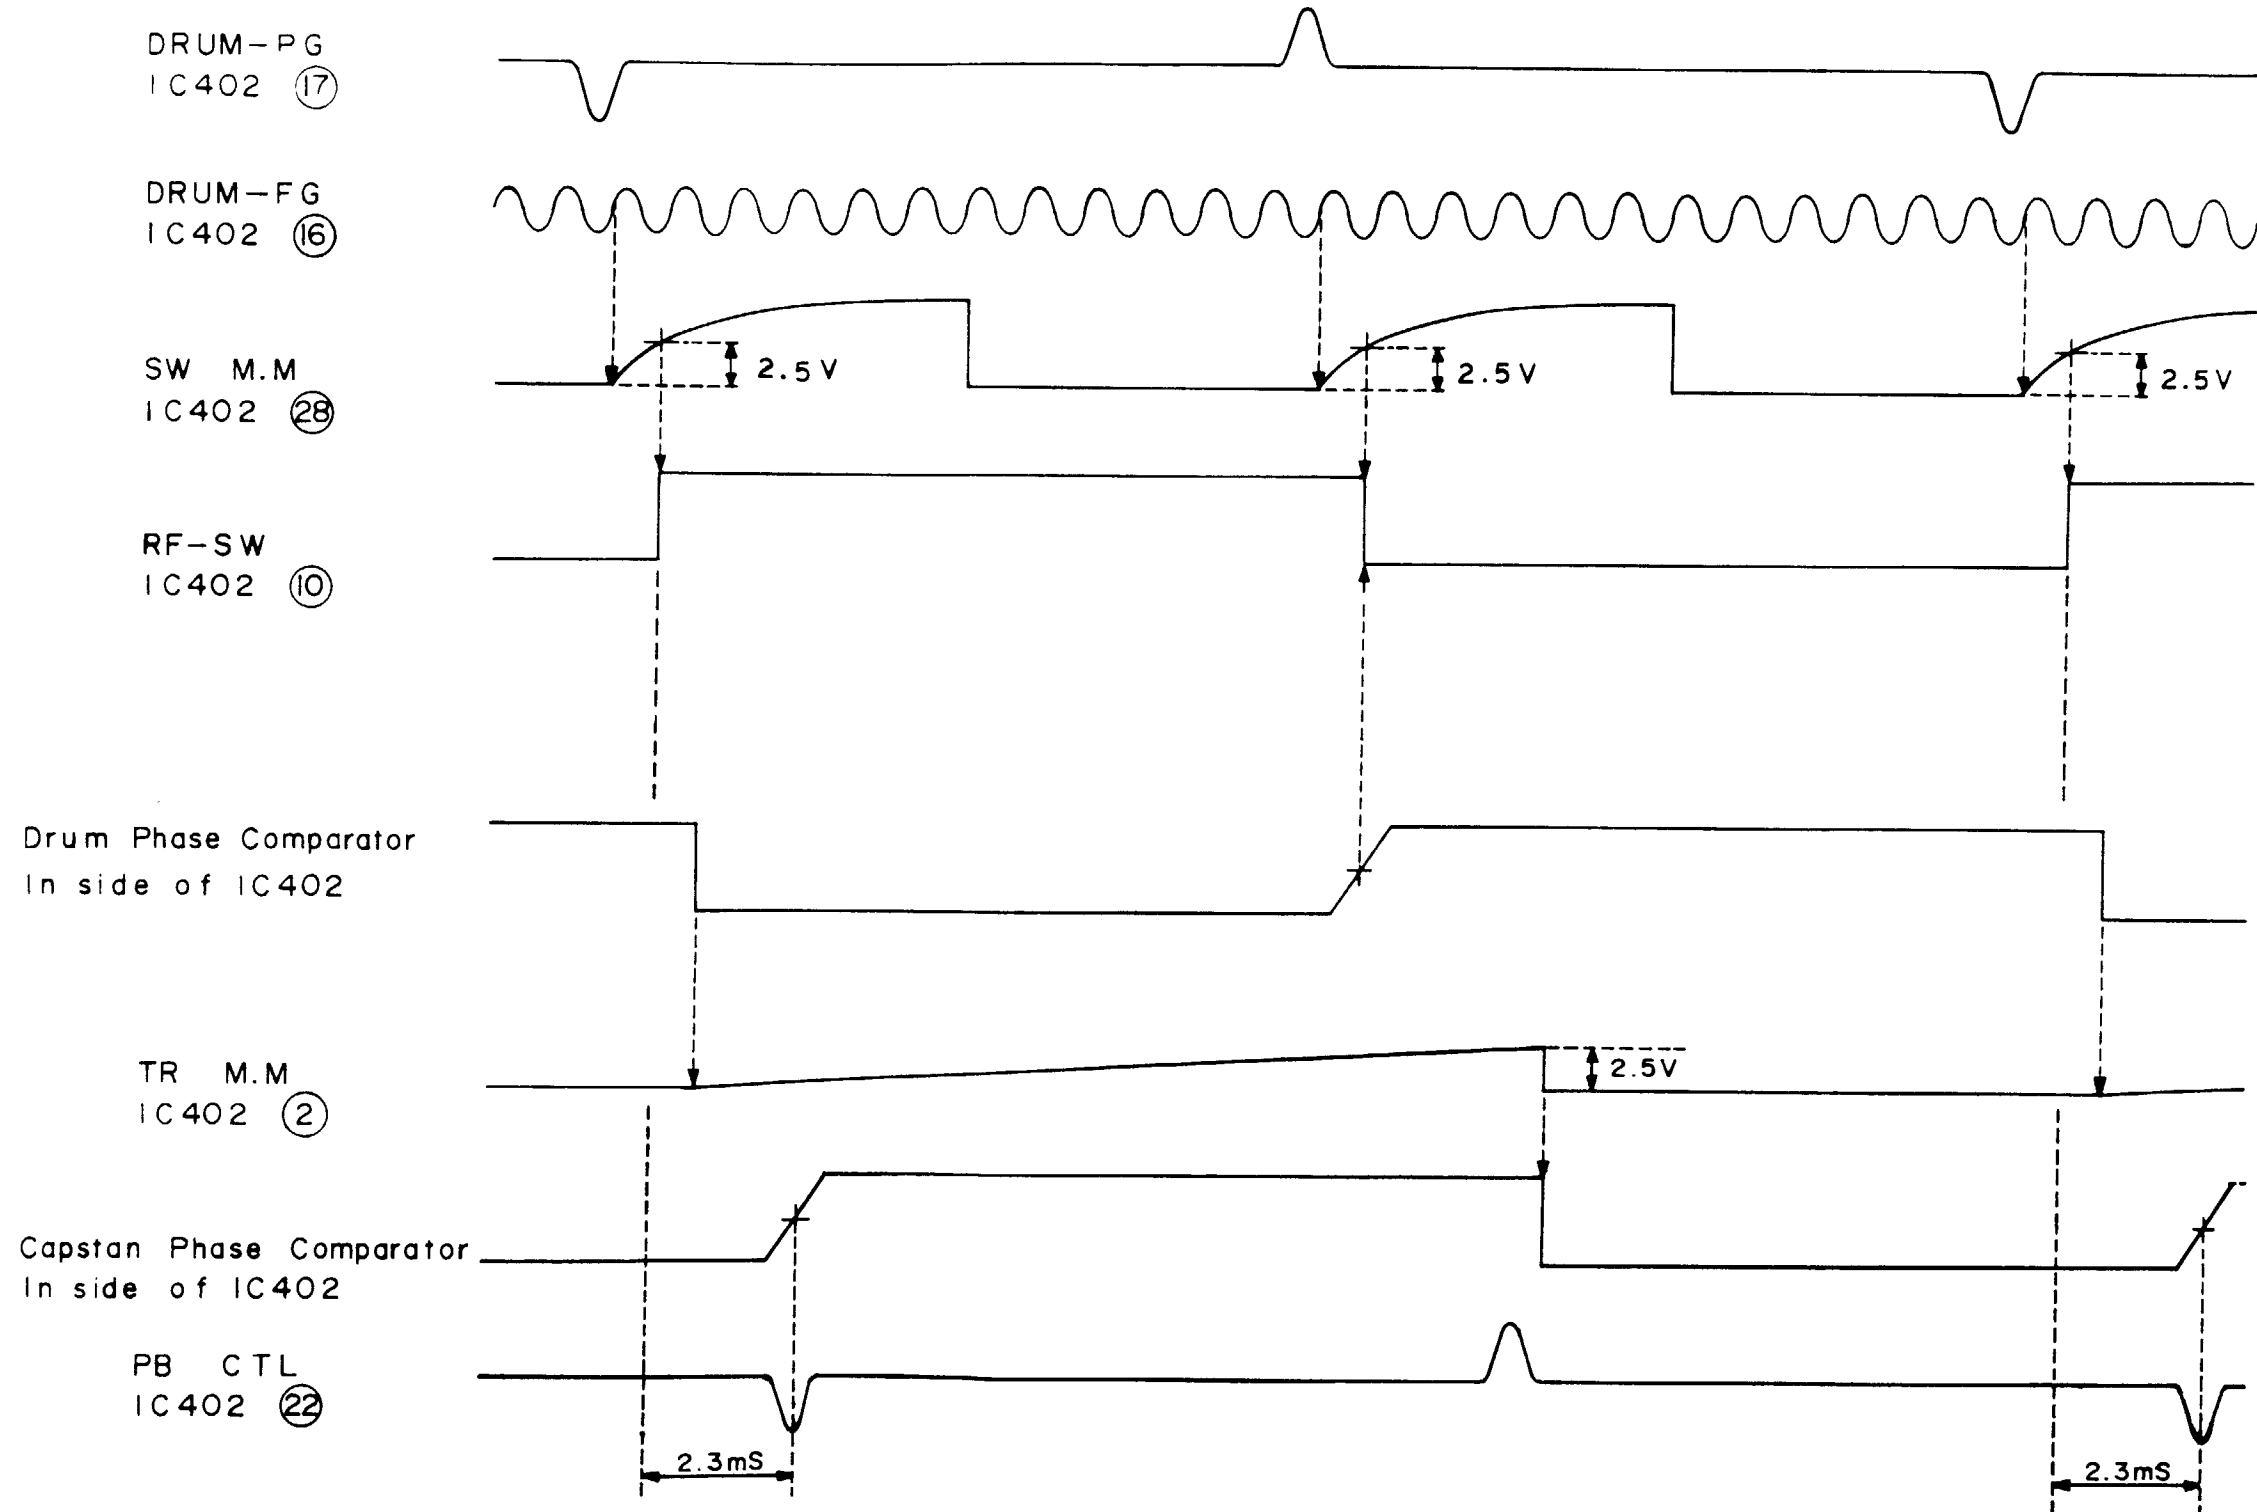 DRUM-PG
IC402 17
DRUM-FG
IC402 16
SW M.M
IC402 28
2.5V
2.5V
2.5V
RF-SW
IC402 10
Drum Phase Comparator
In side of IC402
TR M.M
IC402 2
2.5V
Capstan Phase Comparator
In side of IC402
PB CTL
IC402 22
2.3mS
2.3mS